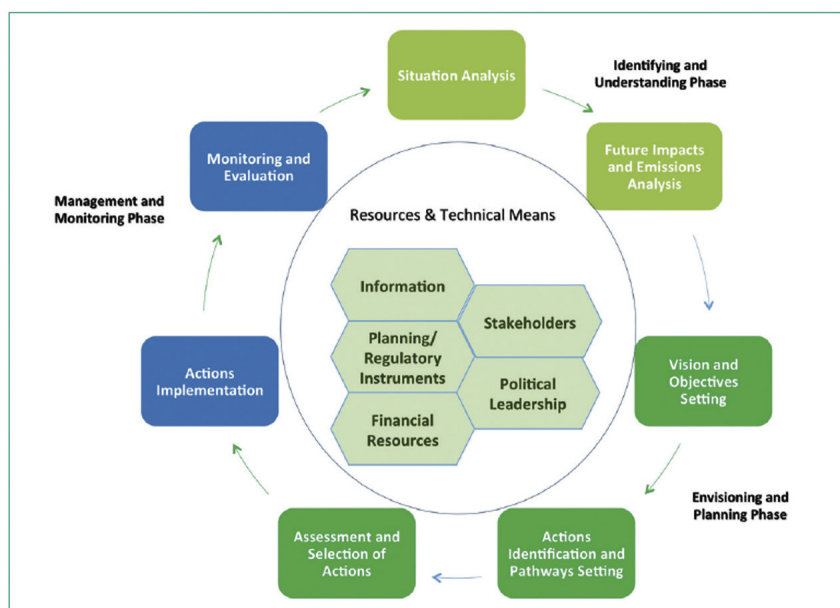 Situation Analysis
Identifying and
Understanding Phase
Future Impacts
and Emissions
Analysis
Vision and
Objectives
Setting
Envisioning and
Planning Phase
Actions
Identification and
Pathways Setting
Assessment and
Selection of
Actions
Actions
Implementation
Management and
Monitoring Phase
Monitoring and
Evaluation
Resources & Technical Means
Information
Stakeholders
Planning/
Regulatory
Instruments
Political
Leadership
Financial
Resources